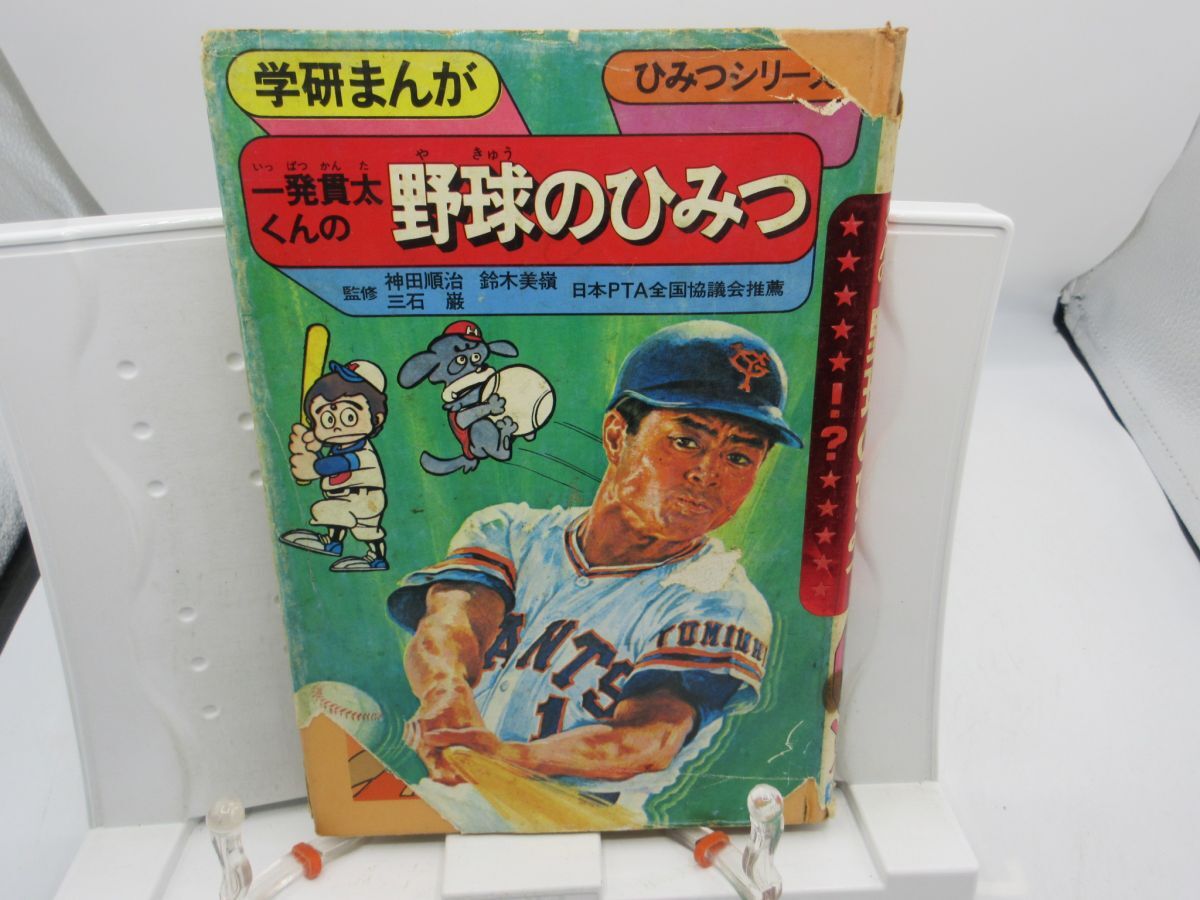 学研まんが
ひみつシリーズ
いっぱつかんた
一発貫太
くんの
やきゅう
野球のひみつ
監修 神田順治 鈴木美嶺
三石 巌
日本PTA全国協議会推薦
YG
ANTS
1
YOMIURI
!?